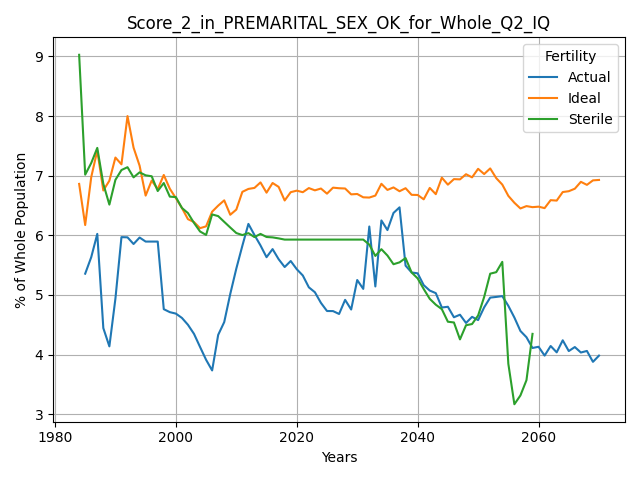 Score_2_in_PREMARITAL_SEX_OK_for_Whole_Q2_IQ
Fertility
Actual
Ideal
Sterile
% of Whole Population
9
8
7
6
5
4
3
1980
2000
2020
2040
2060
Years